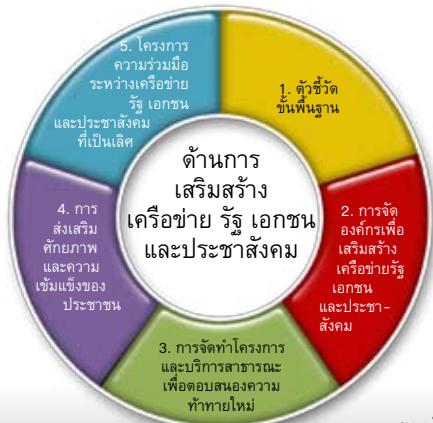 ด้านการ
เสริมสร้าง
เครือข่าย รัฐ เอกชน
และประชาสังคม
1. ตัวชี้วัด
ขั้นพื้นฐาน
2. การจัด
องค์กรเพื่อ
เสริมสร้าง
เครือข่ายรัฐ
เอกชน
และประชา-
สังคม
3. การจัดทำโครงการ
และบริการสาธารณะ
เพื่อตอบสนองความ
ท้าทายใหม่
4. การ
ส่งเสริม
ศักยภาพ
และความ
เข้มแข็งของ
ประชาชน
5. โครงการ
ความร่วมมือ
ระหว่างเครือข่าย
รัฐ เอกชน
และประชาสังคม
ที่เป็นเลิศ